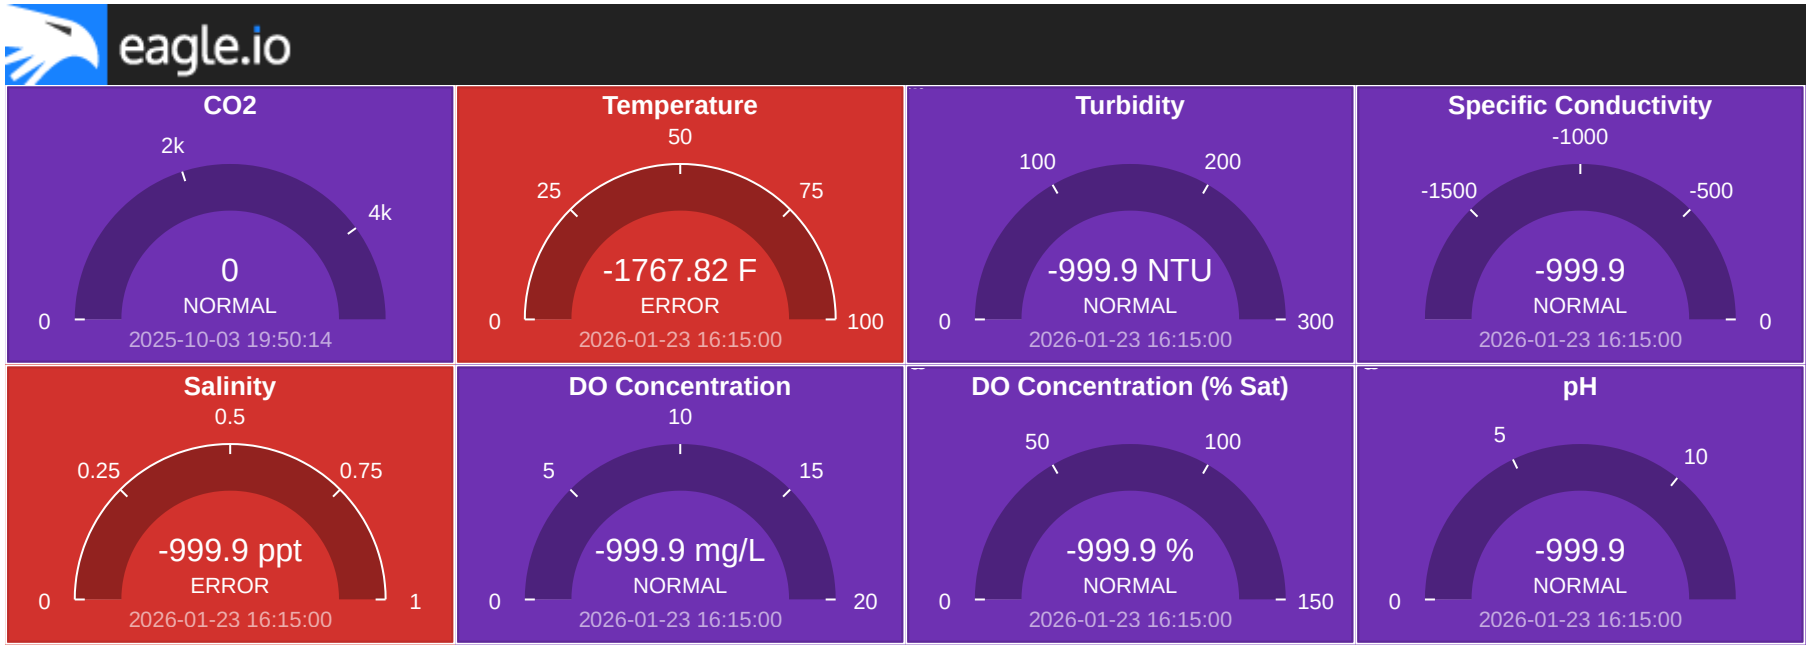 eagle.io
CO2
2k
4k
0
0
NORMAL
2025-10-03 19:50:14
Temperature
50
25
75
-1767.82 F
ERROR
0
100
2026-01-23 16:15:00
Turbidity
100
200
-999.9 NTU
NORMAL
0
300
2026-01-23 16:15:00
Specific Conductivity
-1000
-1500
-500
-999.9
NORMAL
0
2026-01-23 16:15:00
Salinity
0.5
0.25
0.75
-999.9 ppt
ERROR
0
1
2026-01-23 16:15:00
DO Concentration
10
5
15
-999.9 mg/L
NORMAL
0
20
2026-01-23 16:15:00
DO Concentration (% Sat)
50
100
-999.9 %
NORMAL
0
150
2026-01-23 16:15:00
pH
5
10
-999.9
NORMAL
0
2026-01-23 16:15:00